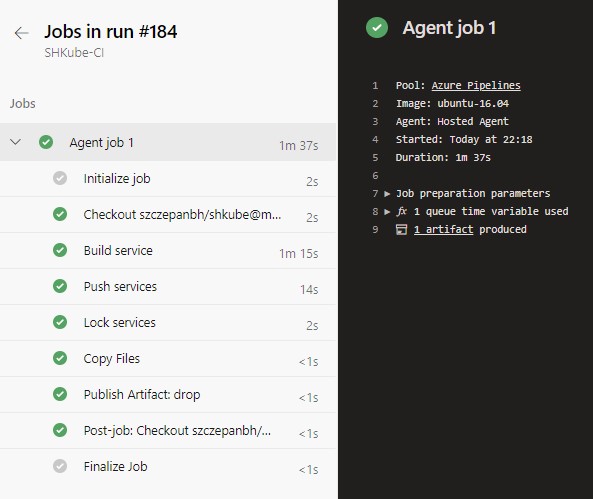 Jobs in run #184
SHKube-CI
Jobs
Agent job 1 1m 37s
Initialize job 2s
Checkout szczepanbh/shkube@m... 2s
Build service 1m 15s
Push services 14s
Lock services 2s
Copy Files <1s
Publish Artifact: drop <1s
Post-job: Checkout szczepanbh/... <1s
Finalize Job <1s
Agent job 1
1 Pool: Azure Pipelines
2 Image: ubuntu-16.04
3 Agent: Hosted Agent
4 Started: Today at 22:18
5 Duration: 1m 37s
6
7 Job preparation parameters
8 fx 1 queue time variable used
9 1 artifact produced